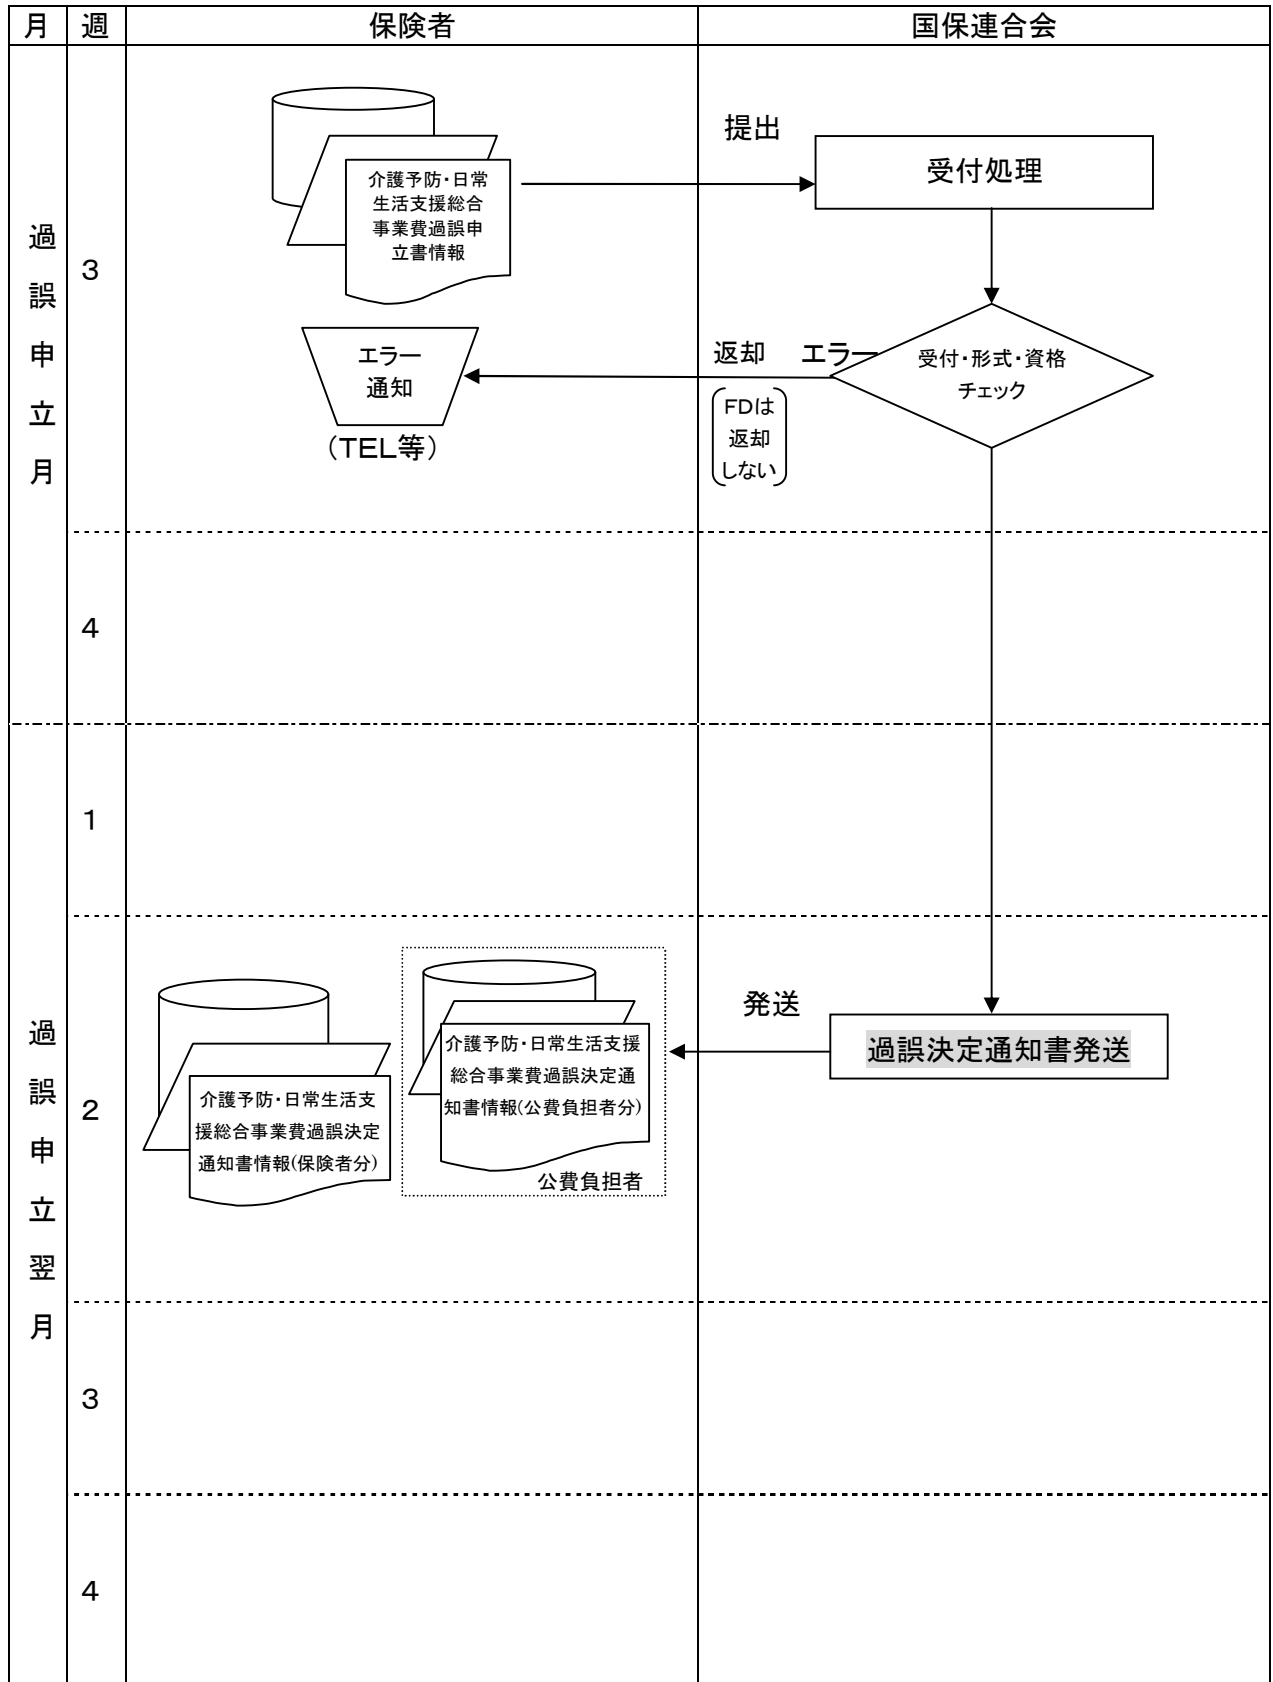 月 週 保険者 国保連合会
過誤申立月
3
介護予防・日常
生活支援総合
事業費過誤申
立書情報
提出
受付処理
エラー
通知
（TEL等）
返却 エラー
FDは
返却
しない
受付・形式・資格
チェック
4
過誤申立翌月
1
2
介護予防・日常生活支
援総合事業費過誤決定
通知書情報(保険者分)
介護予防・日常生活支援
総合事業費過誤決定通
知書情報(公費負担者分)
公費負担者
発送
過誤決定通知書発送
3
4